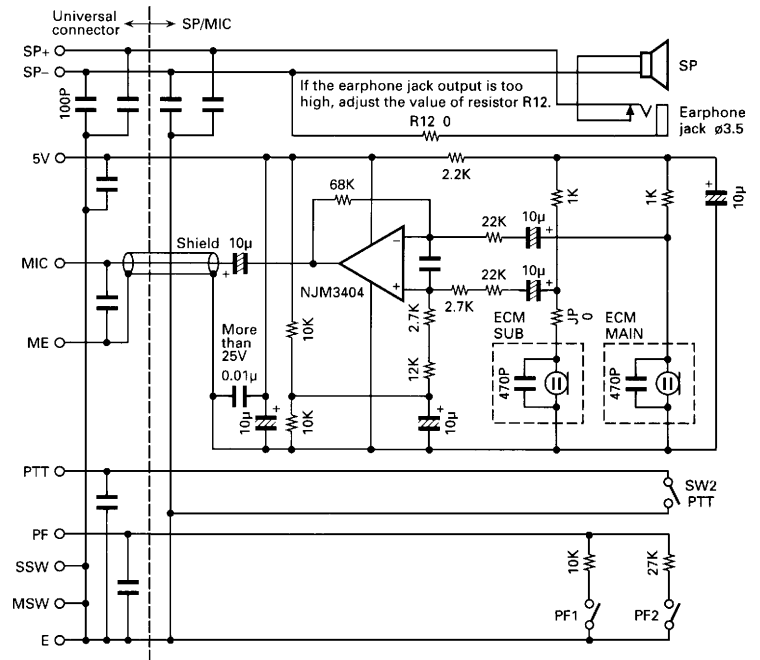 Universal
connector
SP/MIC
SP+
SP−
100P
SP
If the earphone jack output is too
high, adjust the value of resistor R12.
R12 0
Earphone
jack ø3.5
5V
2.2K
68K
1K
1K
+
10µ
Shield
10µ
+
MIC
−
+
NJM3404
22K
10µ
+
22K
10µ
+
2.7K
2.7K
JP
0
ME
More
than
25V
0.01µ
10K
12K
ECM
SUB
470P
ECM
MAIN
470P
10µ
+
10K
+
10µ
PTT
SW2
PTT
PF
10K
27K
SSW
MSW
PF1
PF2
E